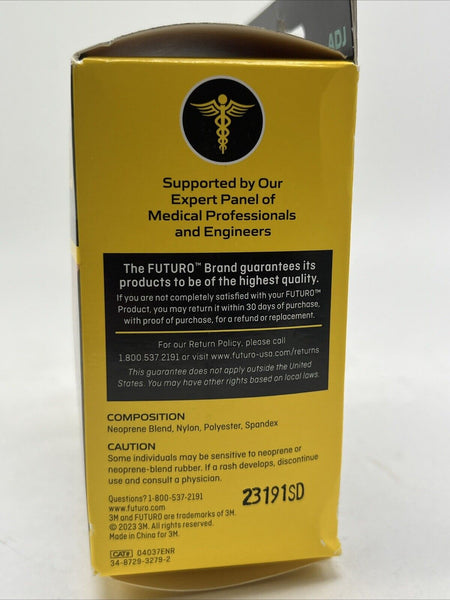 ADJ
Supported by Our
Expert Panel of
Medical Professionals
and Engineers
The FUTURO™ Brand guarantees its
products to be of the highest quality.
If you are not completely satisfied with your FUTURO™
Product, you may return it within 30 days of purchase,
with proof of purchase, for a refund or replacement.
For our Return Policy, please call
1.800.537.2191 or visit www.futuro-usa.com/returns
This guarantee does not apply outside the United
States. You may have other rights based on local laws.
COMPOSITION
Neoprene Blend, Nylon, Polyester, Spandex
CAUTION
Some individuals may be sensitive to neoprene or
neoprene-blend rubber. If a rash develops, discontinue
use and consult a physician.
Questions? 1-800-537-2191
www.futuro.com
3M and FUTURO are trademarks of 3M.
© 2023 3M. All rights reserved.
Made in China for 3M.
23191SD
CAT# 04037ENR
34-8729-3279-2